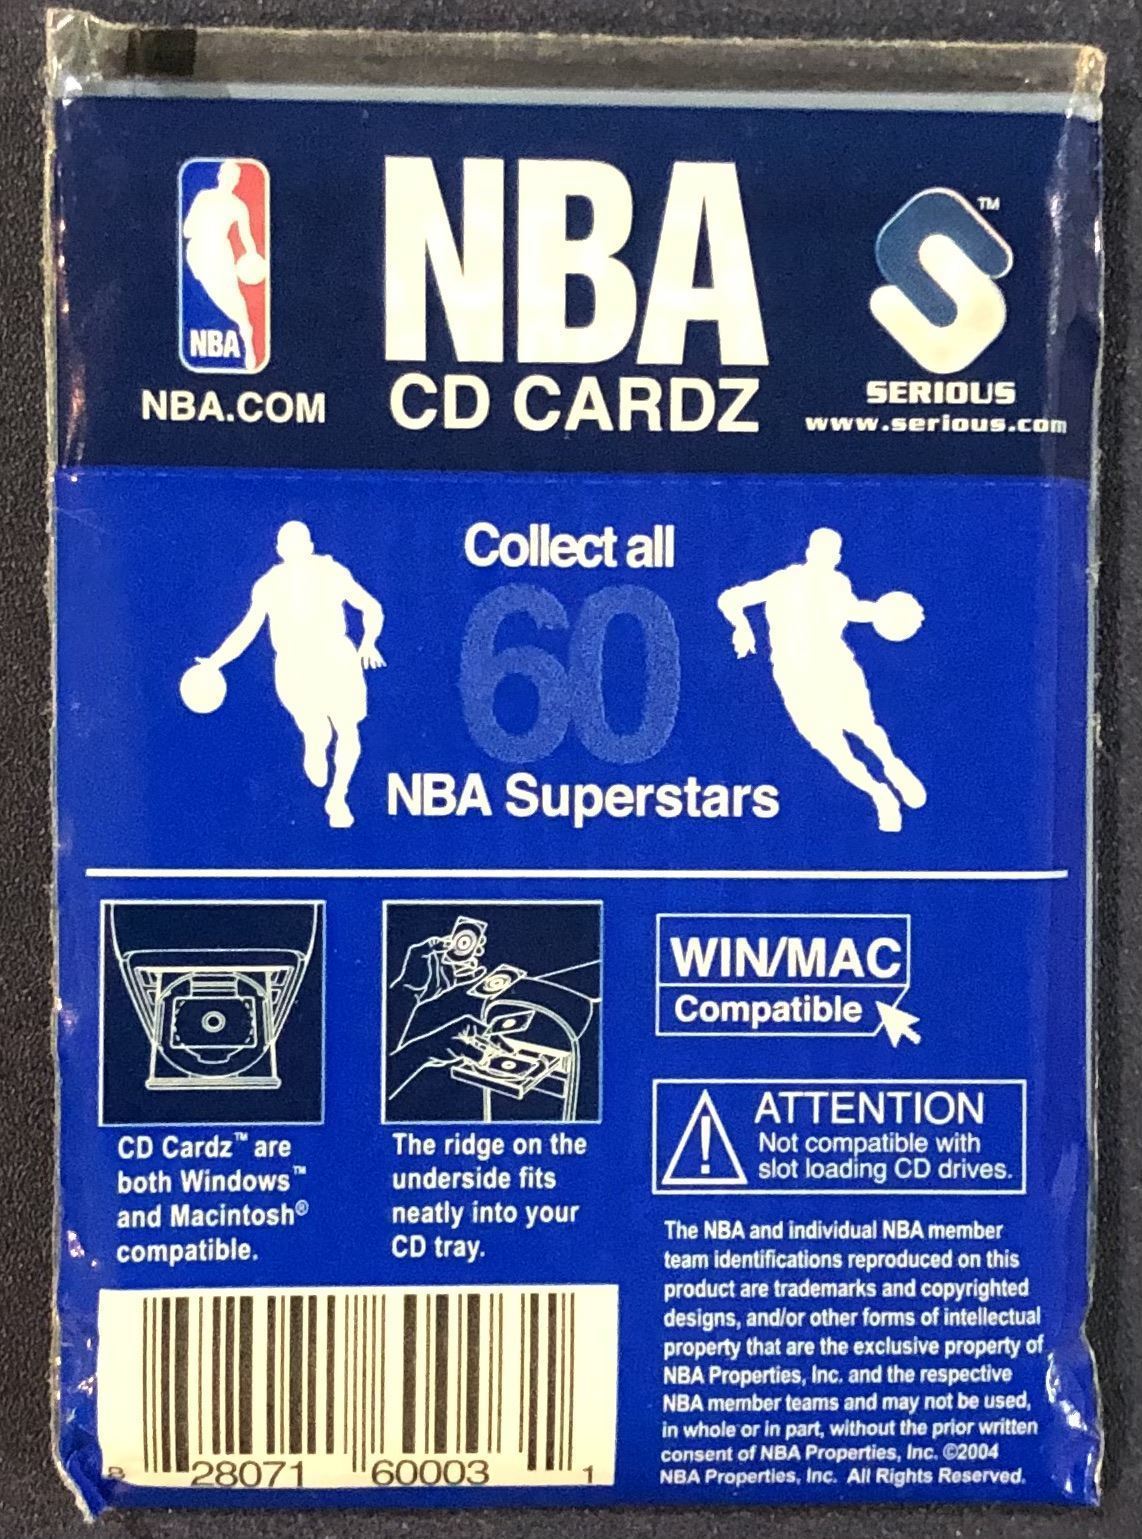 NBA
NBA.COM
NBA
CD CARDZ
TM
SERIOUS
www.serious.com
Collect all
60
NBA Superstars
CD Cardz™ are
both Windows™
and Macintosh®
compatible.
The ridge on the
underside fits
neatly into your
CD tray.
WIN/MAC
Compatible
ATTENTION
Not compatible with
slot loading CD drives.
The NBA and individual NBA member
team identifications reproduced on this
product are trademarks and copyrighted
designs, and/or other forms of intellectual
property that are the exclusive property of
NBA Properties, Inc. and the respective
NBA member teams and may not be used,
in whole or in part, without the prior written
consent of NBA Properties, Inc. ©2004
NBA Properties, Inc. All Rights Reserved.
8 28071 60003 1